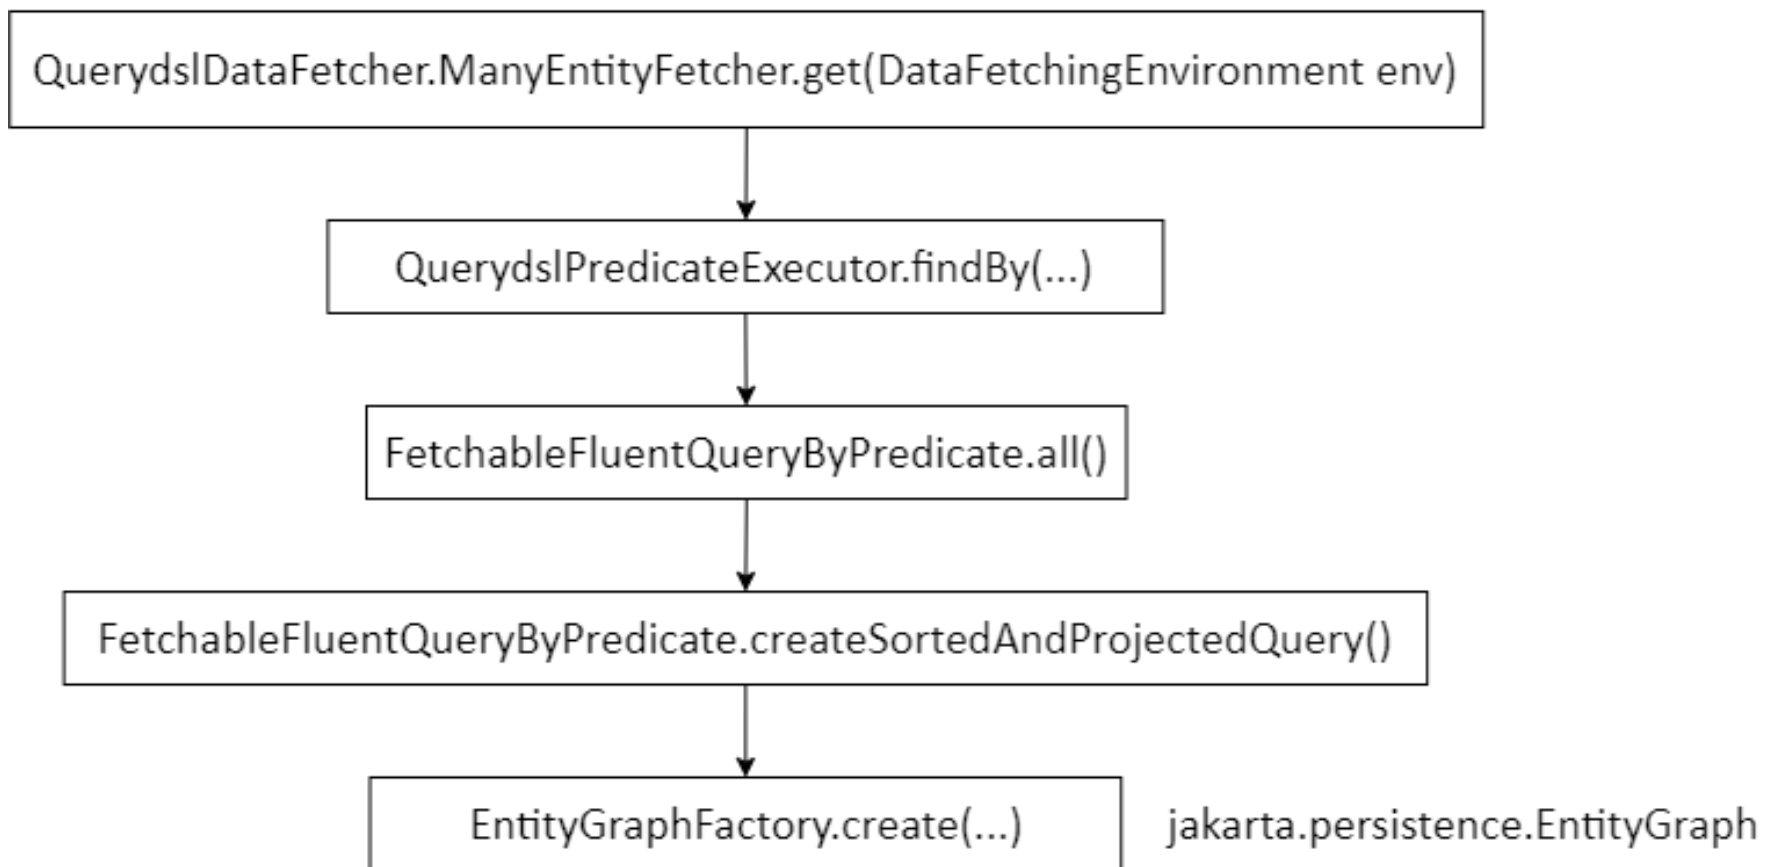 QuerydslDataFetcher.ManyEntityFetcher.get(DataFetchingEnvironment env)
QuerydslPredicateExecutor.findBy(...)
FetchableFluentQueryByPredicate.all()
FetchableFluentQueryByPredicate.createSortedAndProjectedQuery()
EntityGraphFactory.create(...) jakarta.persistence.EntityGraph